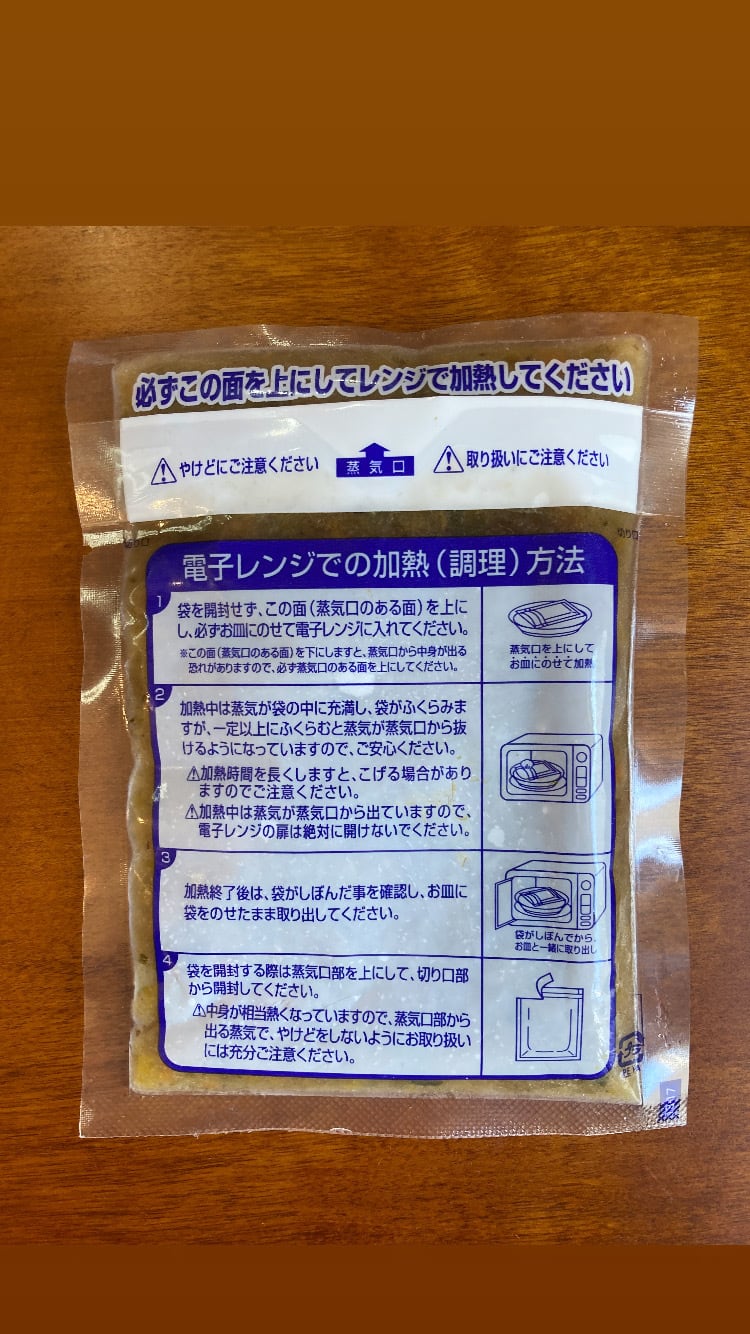 必ずこの面を上にしてレンジで加熱してください
⚠やけどにご注意ください
蒸気口
⚠取り扱いにご注意ください
切り口
切り口
電子レンジでの加熱(調理)方法
1
袋を開封せず、この面(蒸気口のある面)を上に
し、必ずお皿にのせて電子レンジに入れてください。
※この面(蒸気口のある面)を下にしますと、蒸気口から中身が出る
恐れがありますので、必ず蒸気口のある面を上にしてください。
蒸気口を上にして
お皿にのせて加熱
2
加熱中は蒸気が袋の中に充満し、袋がふくらみま
すが、一定以上にふくらむと蒸気が蒸気口から抜
けるようになっていますので、ご安心ください。
⚠加熱時間を長くしますと、こげる場合があり
ますのでご注意ください。
⚠加熱中は蒸気が蒸気口から出ていますので、
電子レンジの扉は絶対に開けないでください。
3
加熱終了後は、袋がしぼんだ事を確認し、お皿に
袋をのせたまま取り出してください。
袋がしぼんでから、
お皿と一緒に取り出し
4
袋を開封する際は蒸気口部を上にして、切り口部
から開封してください。
⚠中身が相当熱くなっていますので、蒸気口部から
出る蒸気で、やけどをしないようにお取り扱い
には充分ご注意ください。
プラ
7